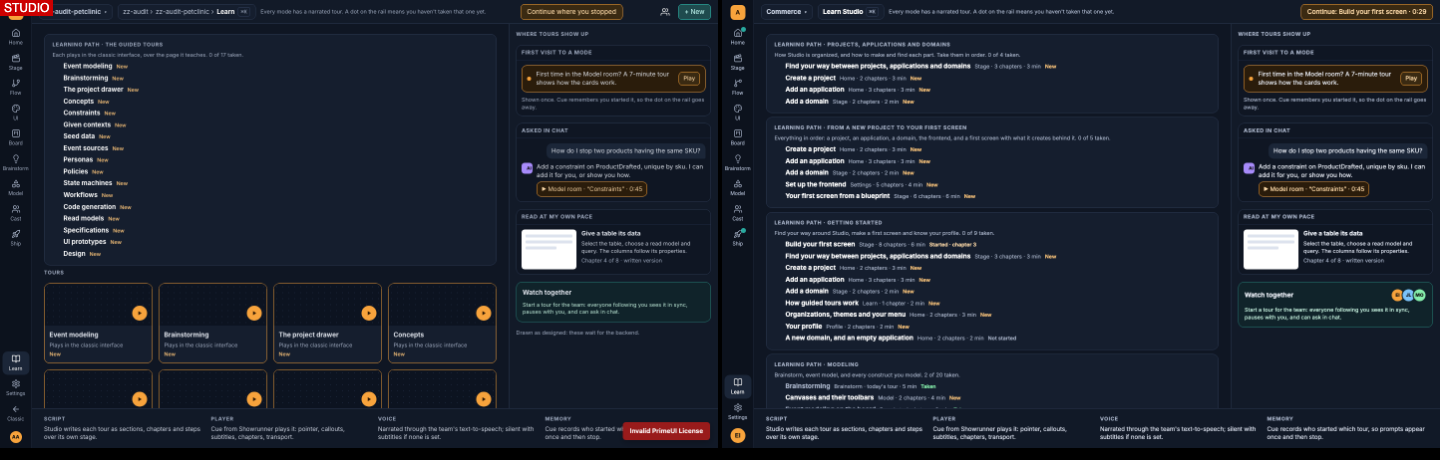 STUDIO
-petclinic
zz-audit > zz-audit-petclinic > Learn
Every mode has a narrated tour. A dot on the rail means you haven't taken that one yet.
Continue where you stopped
+ New
Home
Stage
Flow
UI
Board
Brainstorm
Model
Cast
Ship
Learn
Settings
Classic
AA
LEARNING PATH · THE GUIDED TOURS
Each plays in the classic interface, over the page it teaches. 0 of 17 taken.
Event modeling New
Brainstorming New
The project drawer New
Concepts New
Constraints New
Given contexts New
Seed data New
Event sources New
Personas New
Policies New
State machines New
Workflows New
Code generation New
Read models New
Specifications New
UI prototypes New
Design New
TOURS
Event modeling
Plays in the classic interface
New
Brainstorming
Plays in the classic interface
New
The project drawer
Plays in the classic interface
New
Concepts
Plays in the classic interface
New
WHERE TOURS SHOW UP
FIRST VISIT TO A MODE
First time in the Model room? A 7-minute tour shows how the cards work.
Play
Shown once. Cue remembers you started it, so the dot on the rail goes away.
ASKED IN CHAT
How do I stop two products having the same SKU?
Add a constraint on ProductDrafted, unique by sku. I can add it for you, or show you how.
Model room · "Constraints" · 0:45
READ AT MY OWN PACE
Give a table its data
Select the table, choose a read model and query. The columns follow its properties.
Chapter 4 of 8 · written version
Watch together
Start a tour for the team: everyone following you sees it in sync, pauses with you, and can ask in chat.
Drawn as designed: these wait for the backend.
SCRIPT
Studio writes each tour as sections, chapters and steps over its own stage.
PLAYER
Cue from Showrunner plays it: pointer, callouts, subtitles, chapters, transport.
VOICE
Narrated through the team's text-to-speech; silent with subtitles if none is set.
MEMORY
Cue records who started
once and then stop.
Invalid PrimeUI License
A
Commerce
Learn Studio
Every mode has a narrated tour. A dot on the rail means you haven't taken that one yet.
Continue: Build your first screen · 0:29
Home
Stage
Flow
UI
Board
Brainstorm
Model
Cast
Ship
Learn
Settings
EI
LEARNING PATH · PROJECTS, APPLICATIONS AND DOMAINS
How Studio is organized, and how to make and find each part. Take them in order. 0 of 4 taken.
Find your way between projects, applications and domains Stage · 3 chapters · 3 min New
Create a project Home · 2 chapters · 3 min New
Add an application Home · 3 chapters · 3 min New
Add a domain Stage · 2 chapters · 2 min New
LEARNING PATH · FROM A NEW PROJECT TO YOUR FIRST SCREEN
Everything in order: a project, an application, a domain, the frontend, and a first screen with what it creates behind it. 0 of 5 taken.
Create a project Home · 2 chapters · 3 min New
Add an application Home · 3 chapters · 3 min New
Add a domain Stage · 2 chapters · 2 min New
Set up the frontend Settings · 5 chapters · 4 min New
Your first screen from a blueprint Stage · 6 chapters · 6 min New
LEARNING PATH · GETTING STARTED
Find your way around Studio, make a first screen and know your profile. 0 of 9 taken.
Build your first screen Stage · 8 chapters · 6 min Started · chapter 3
Find your way between projects, applications and domains Stage · 3 chapters · 3 min New
Create a project Home · 2 chapters · 3 min New
Add an application Home · 3 chapters · 3 min New
Add a domain Stage · 2 chapters · 2 min New
How guided tours work Learn · 1 chapter · 2 min New
Organizations, themes and your menu Home · 2 chapters · 3 min New
Your profile Profile · 2 chapters · 2 min New
A new domain, and an empty application Home · 2 chapters · 2 min Not started
LEARNING PATH · MODELING
Brainstorm, event model, and every construct you model. 2 of 20 taken.
Brainstorming Brainstorm · today's tour · 5 min Taken
Canvases and their toolbars Model · 2 chapters · 4 min New
WHERE TOURS SHOW UP
FIRST VISIT TO A MODE
First time in the Model room? A 7-minute tour shows how the cards work.
Play
Shown once. Cue remembers you started it, so the dot on the rail goes away.
ASKED IN CHAT
How do I stop two products having the same SKU?
Add a constraint on ProductDrafted, unique by sku. I can add it for you, or show you how.
Model room · "Constraints" · 0:45
READ AT MY OWN PACE
Give a table its data
Select the table, choose a read model and query. The columns follow its properties.
Chapter 4 of 8 · written version
Watch together
Start a tour for the team: everyone following you sees it in sync, pauses with you, and can ask in chat.
SCRIPT
Studio writes each tour as sections, chapters and steps over its own stage.
PLAYER
Cue from Showrunner plays it: pointer, callouts, subtitles, chapters, transport.
VOICE
Narrated through the team's text-to-speech; silent with subtitles if none is set.
MEMORY
Cue records who started which tour, so prompts appear once and then stop.